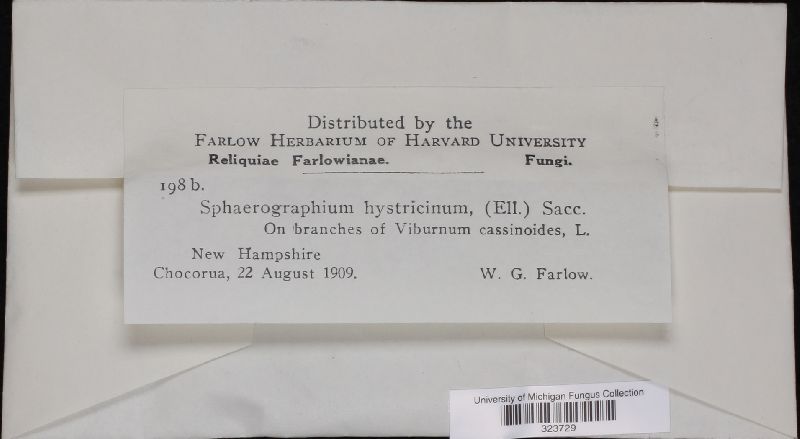 Distributed by the
FARLOW HERBARIUM OF HARVARD UNIVERSITY
Reliquiae Farlowianae. Fungi.
198 b.
Sphaerographium hystricinum, (Ell.) Sacc.
On branches of Viburnum cassinoides, L.
New Hampshire
Chocorua, 22 August 1909. W. G. Farlow.
University of Michigan Fungus Collection
323729